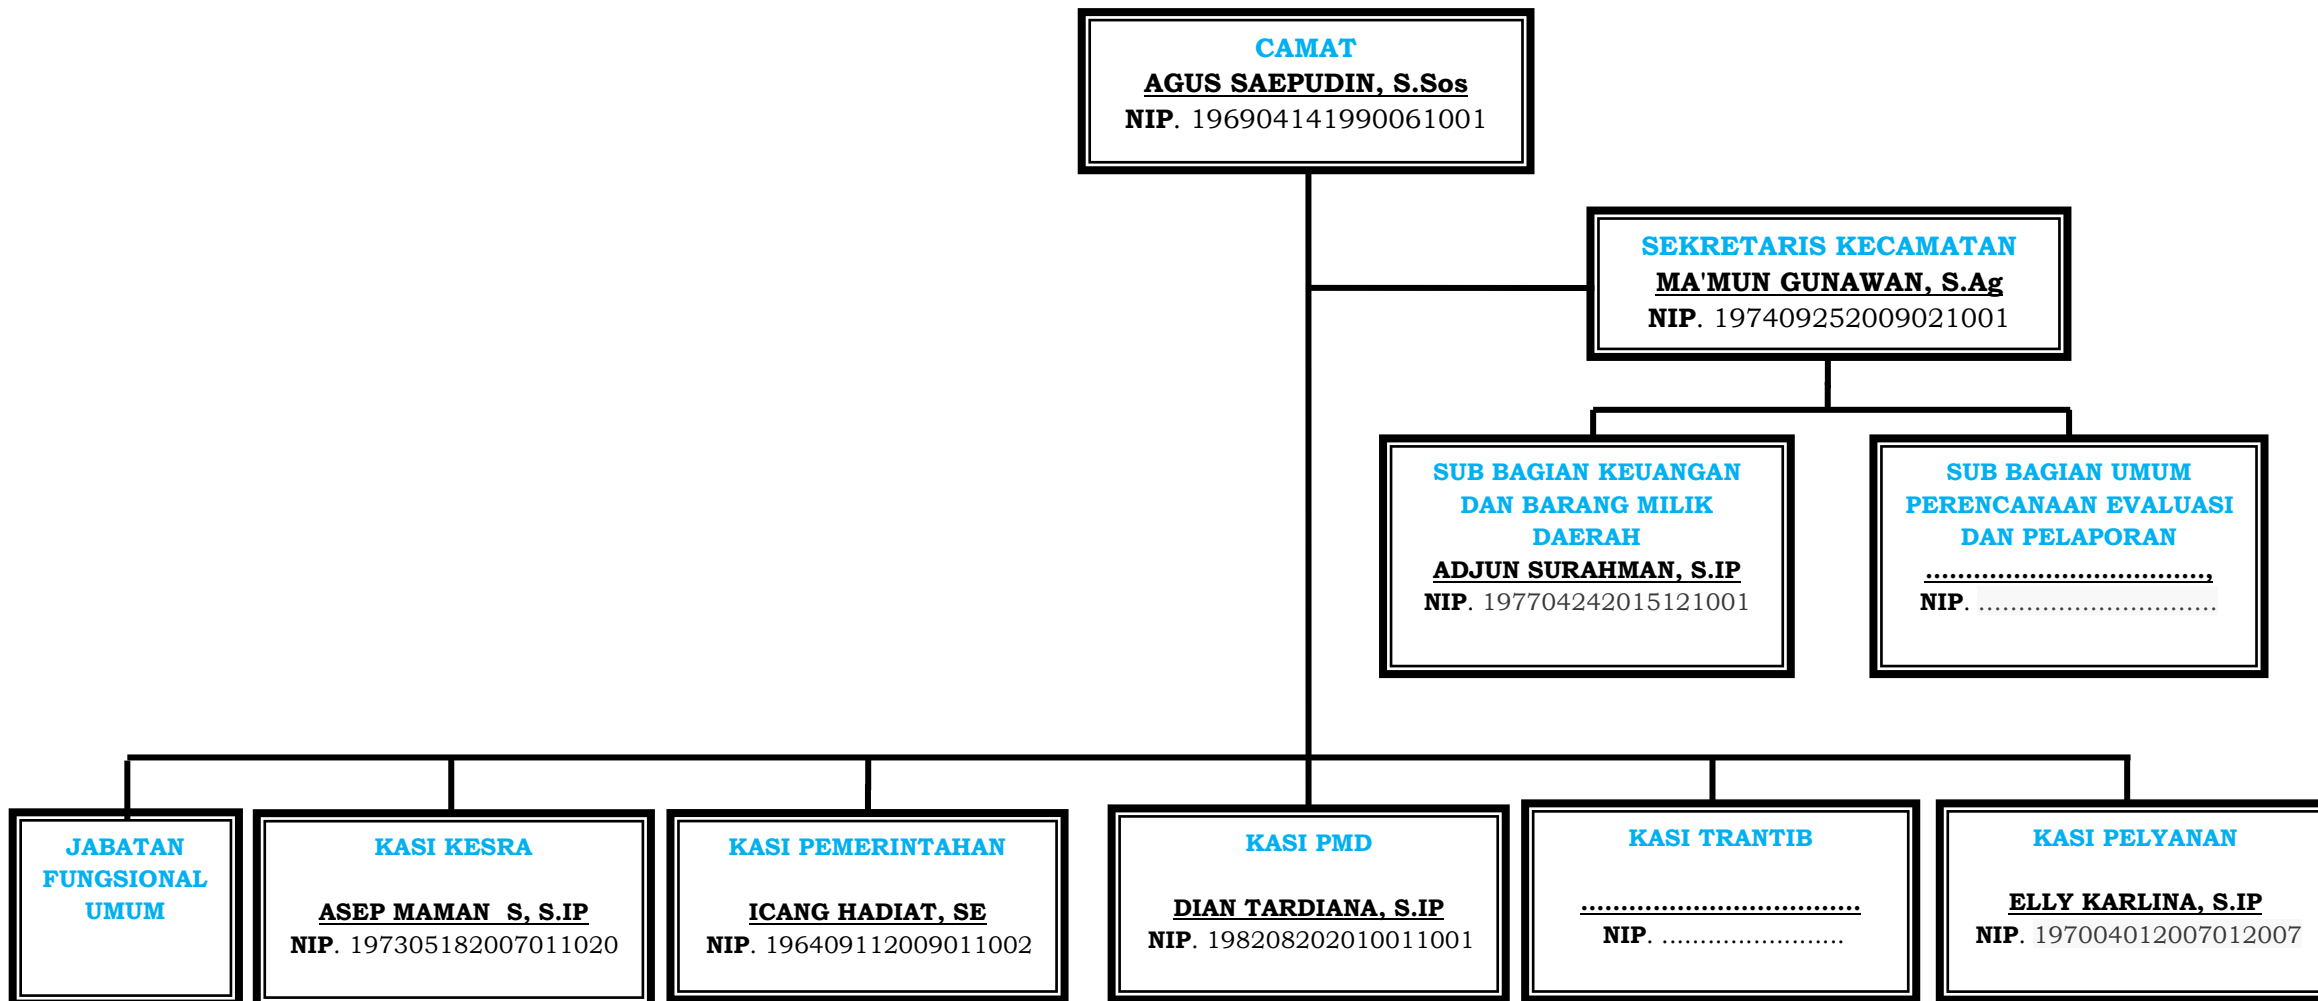 CAMAT
AGUS SAEPUDIN, S.Sos
NIP. 196904141990061001
SEKRETARIS KECAMATAN
MA'MUN GUNAWAN, S.Ag
NIP. 197409252009021001
SUB BAGIAN KEUANGAN
DAN BARANG MILIK
DAERAH
ADJUN SURAHMAN, S.IP
NIP. 197704242015121001
SUB BAGIAN UMUM
PERENCANAAN EVALUASI
DAN PELAPORAN
...................................,
NIP. ..............................
JABATAN
FUNGSIONAL
UMUM
KASI KESRA
ASEP MAMAN  S, S.IP
NIP. 197305182007011020
KASI PEMERINTAHAN
ICANG HADIAT, SE
NIP. 196409112009011002
KASI PMD
DIAN TARDIANA, S.IP
NIP. 198208202010011001
KASI TRANTIB
...................................
NIP. ........................
KASI PELYANAN
ELLY KARLINA, S.IP
NIP. 197004012007012007